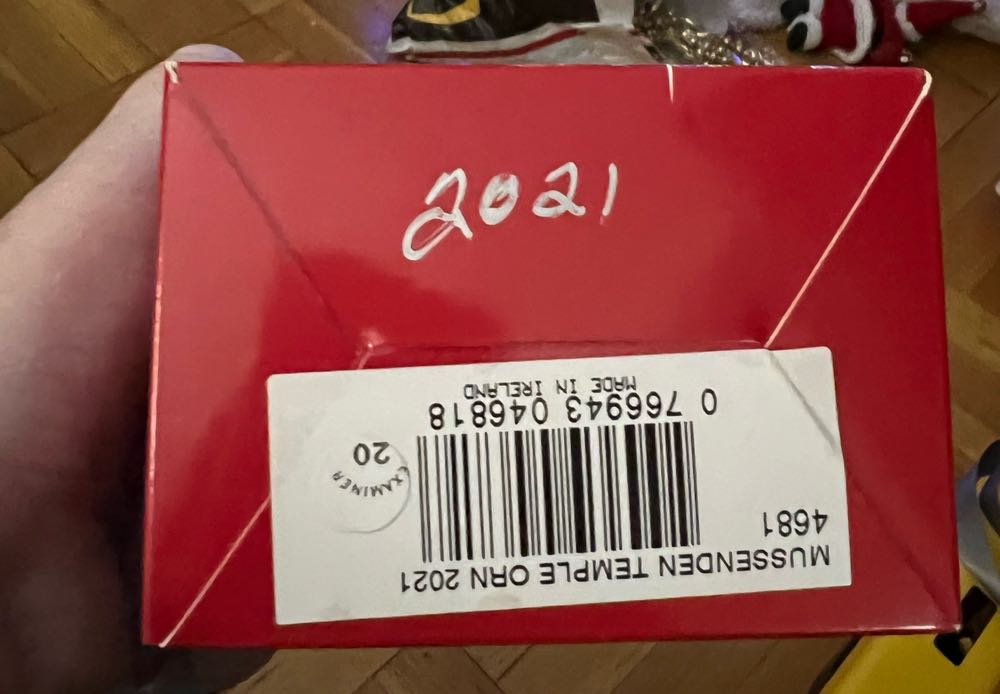 2021
MUSSENDEN TEMPLE ORN 2021
4681
0 766943 046818
MADE IN IRELAND
EXAMINER
20